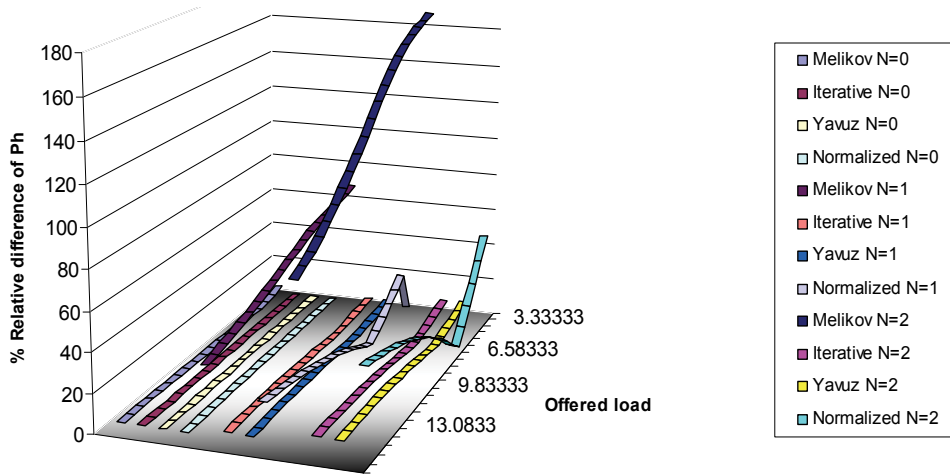 % Relative difference of Ph
180
160
140
120
100
80
60
40
20
0
3.33333
6.58333
9.83333
13.0833
Offered load
Melikov N=0
Iterative N=0
Yavuz N=0
Normalized N=0
Melikov N=1
Iterative N=1
Yavuz N=1
Normalized N=1
Melikov N=2
Iterative N=2
Yavuz N=2
Normalized N=2